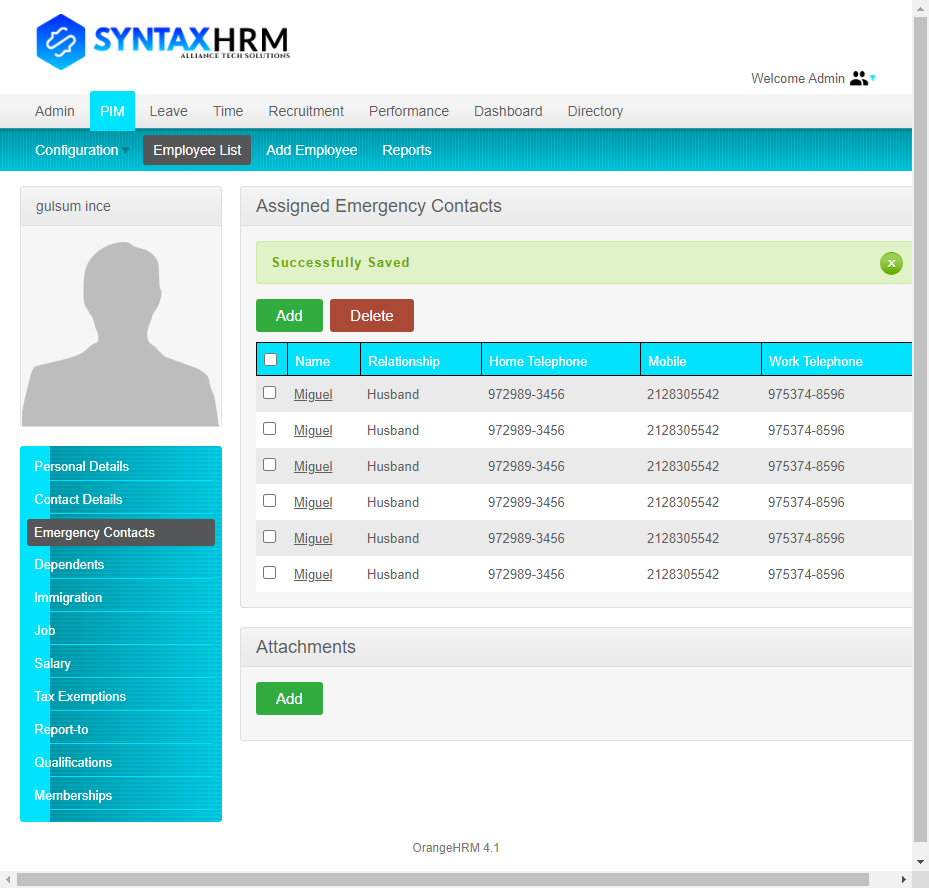 SYNTAXHRM
ALLIANCE TECH SOLUTIONS
Welcome Admin
Admin PIM Leave Time Recruitment Performance Dashboard Directory
Configuration Employee List Add Employee Reports
gulsum ince
Personal Details
Contact Details
Emergency Contacts
Dependents
Immigration
Job
Salary
Tax Exemptions
Report-to
Qualifications
Memberships
Assigned Emergency Contacts
Successfully Saved
Add Delete
Name Relationship Home Telephone Mobile Work Telephone
Miguel Husband 972989-3456 2128305542 975374-8596
Miguel Husband 972989-3456 2128305542 975374-8596
Miguel Husband 972989-3456 2128305542 975374-8596
Miguel Husband 972989-3456 2128305542 975374-8596
Miguel Husband 972989-3456 2128305542 975374-8596
Miguel Husband 972989-3456 2128305542 975374-8596
Attachments
Add
OrangeHRM 4.1